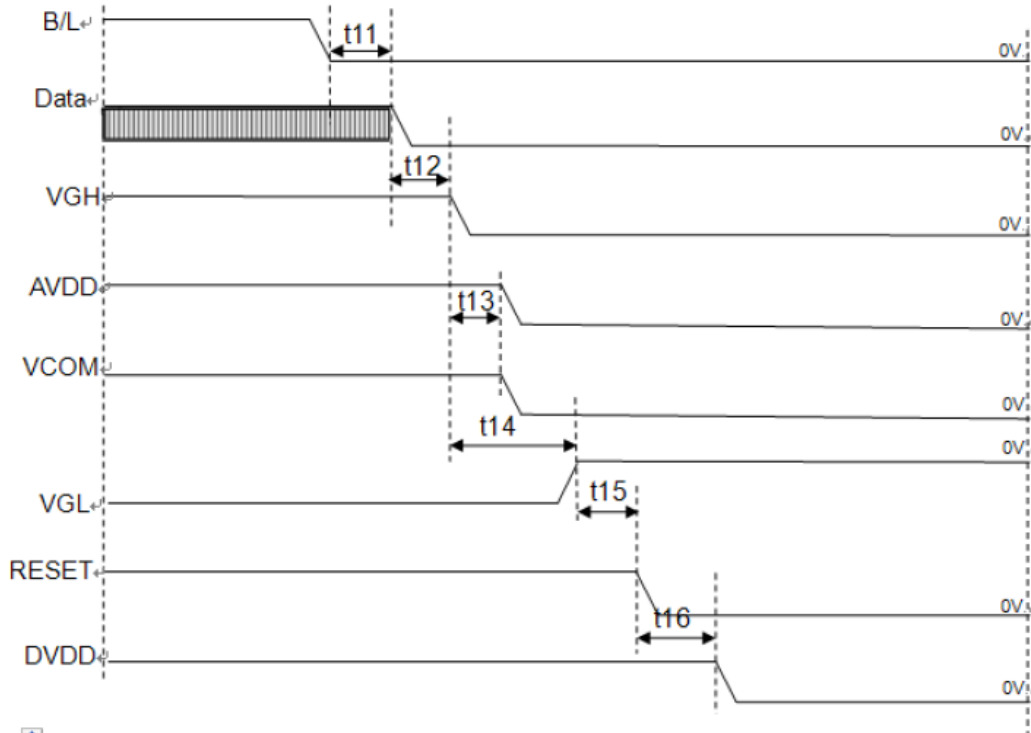 B/L
t11
0V
Data
0V
t12
VGH
0V
AVDD
t13
0V
VCOM
0V
t14
0V
VGL
t15
RESET
0V
t16
DVDD
0V